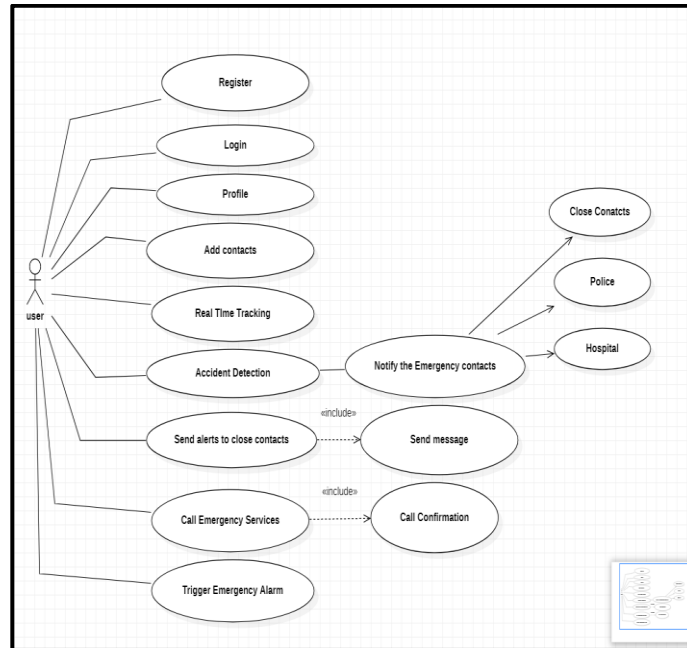 Register
Login
Profile
Add contacts
Real TIme Tracking
Accident Detection
Send alerts to close contacts
Call Emergency Services
Trigger Emergency Alarm
user
Notify the Emergency contacts
«include»
Send message
«include»
Call Confirmation
Close Conatcts
Police
Hospital